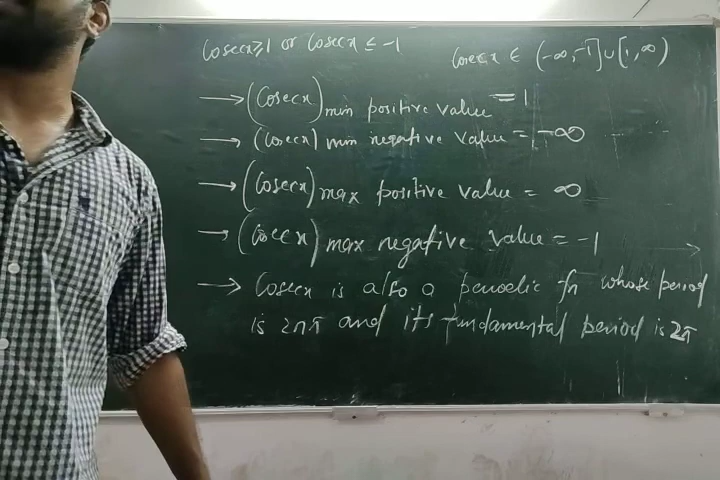 Cosecx ≥ 1 or Cosecx ≤ -1
Cosecx ∈ (-∞, -1] ∪ [1, ∞)
→ (Cosecx) min positive value = 1
→ (Cosecx) min negative value = -∞
→ (Cosecx) max positive value = ∞
→ (Cosecx) max negative value = -1
→ Cosecx is also a periodic fn whose period
is 2nπ and its fundamental period is 2π